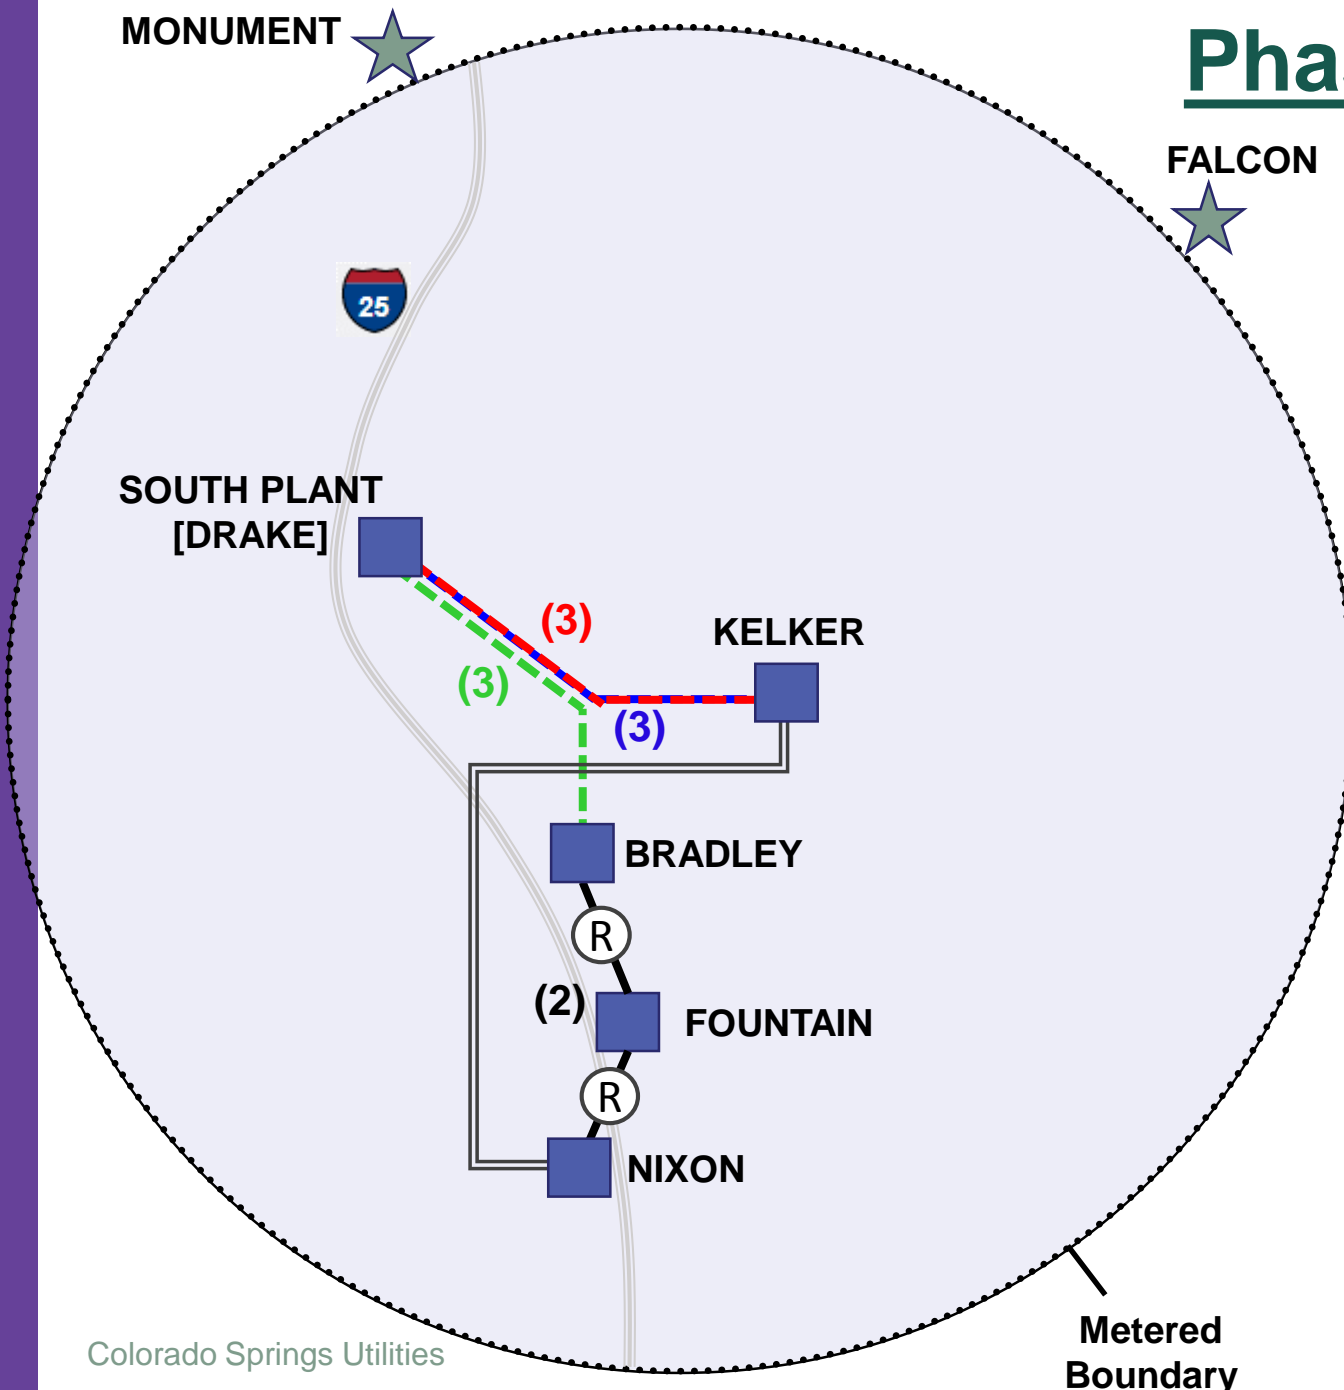 MONUMENT
FALCON
25
SOUTH PLANT
[DRAKE]
(3)
KELKER
(3)
(3)
BRADLEY
R
(2)
FOUNTAIN
R
NIXON
Metered
Boundary
Colorado Springs Utilities